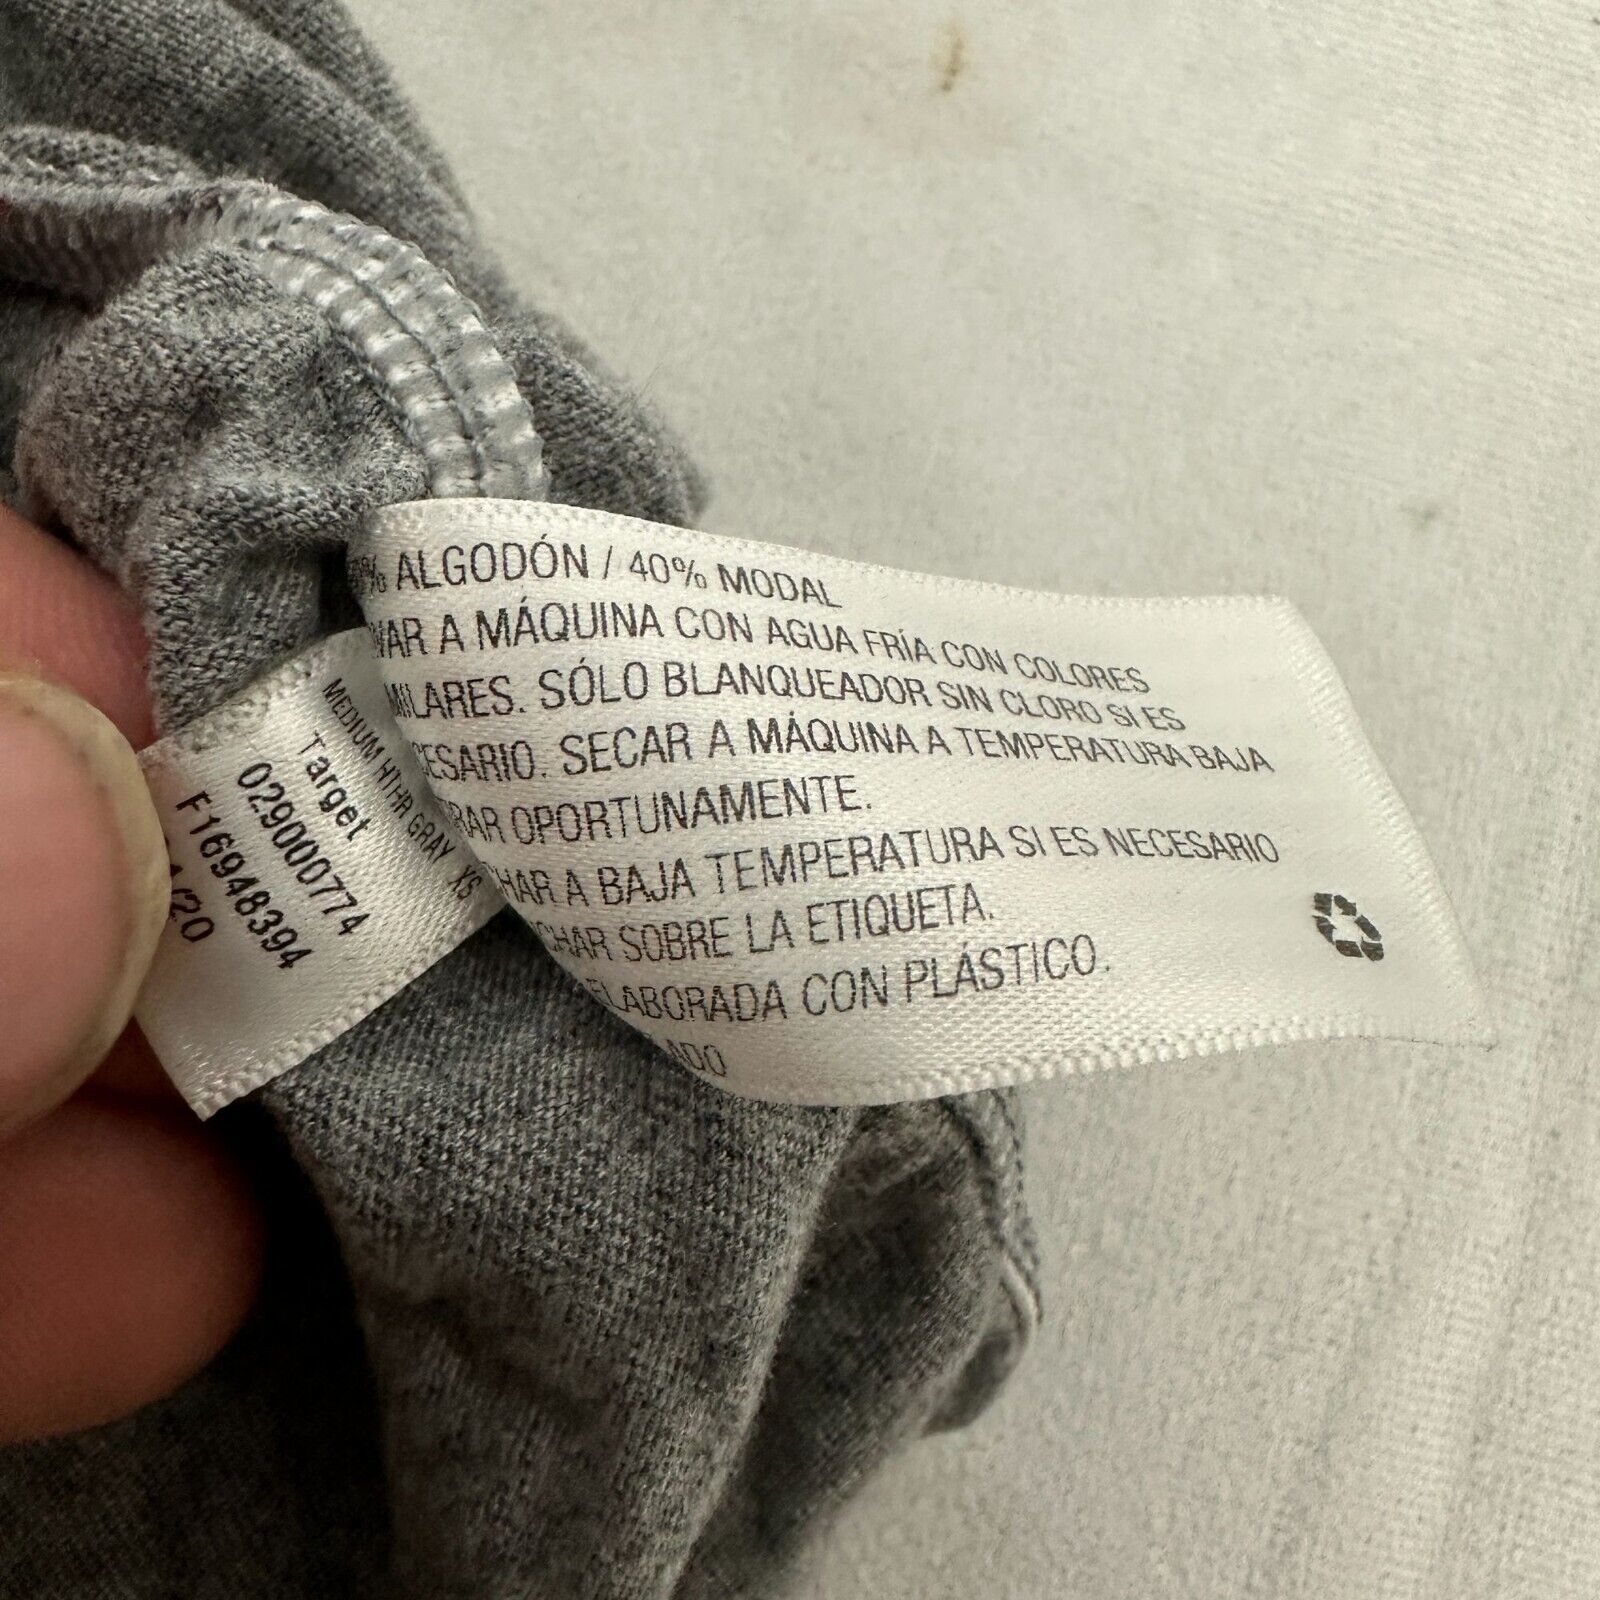 % ALGODÓN / 40% MODAL
A MÁQUINA CON AGUA FRÍA CON COLORES
SÓLO BLANQUEADOR SIN CLORO SI ES
SECAR A MÁQUINA A TEMPERATURA BAJA
OPORTUNAMENTE.
A BAJA TEMPERATURA SI ES NECESARIO
SOBRE LA ETIQUETA.
ELABORADA CON PLÁSTICO.
MEDIUM HTHR GRAY XS
Target
029000774
F16948394
/20